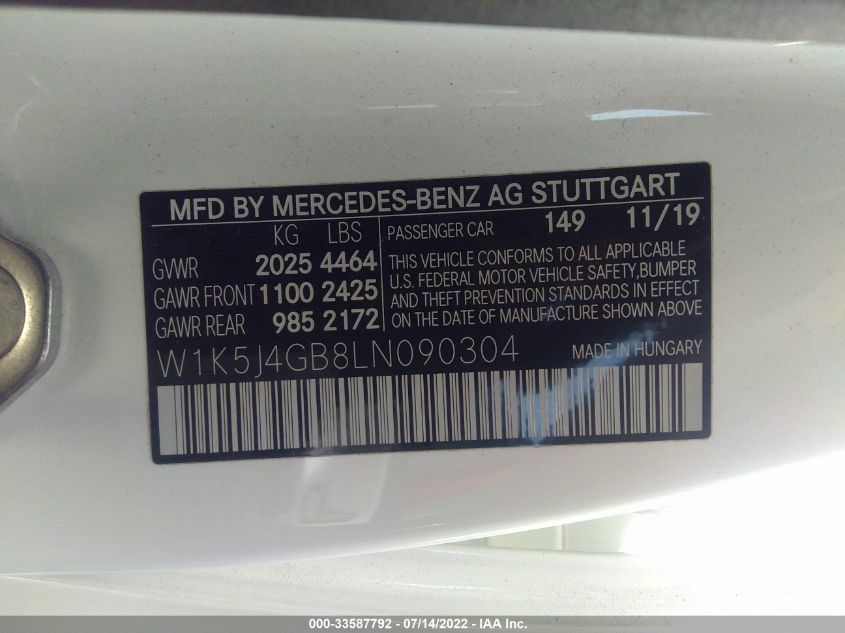 MFD BY MERCEDES-BENZ AG STUTTGART
KG LBS
GVWR 2025 4464
GAWR FRONT 1100 2425
GAWR REAR 985 2172
PASSENGER CAR 149 11/19
THIS VEHICLE CONFORMS TO ALL APPLICABLE
U.S. FEDERAL MOTOR VEHICLE SAFETY, BUMPER
AND THEFT PREVENTION STANDARDS IN EFFECT
ON THE DATE OF MANUFACTURE SHOWN ABOVE
W1K5J4GB8LN090304 MADE IN HUNGARY
000-33587792 - 07/14/2022 - IAA Inc.